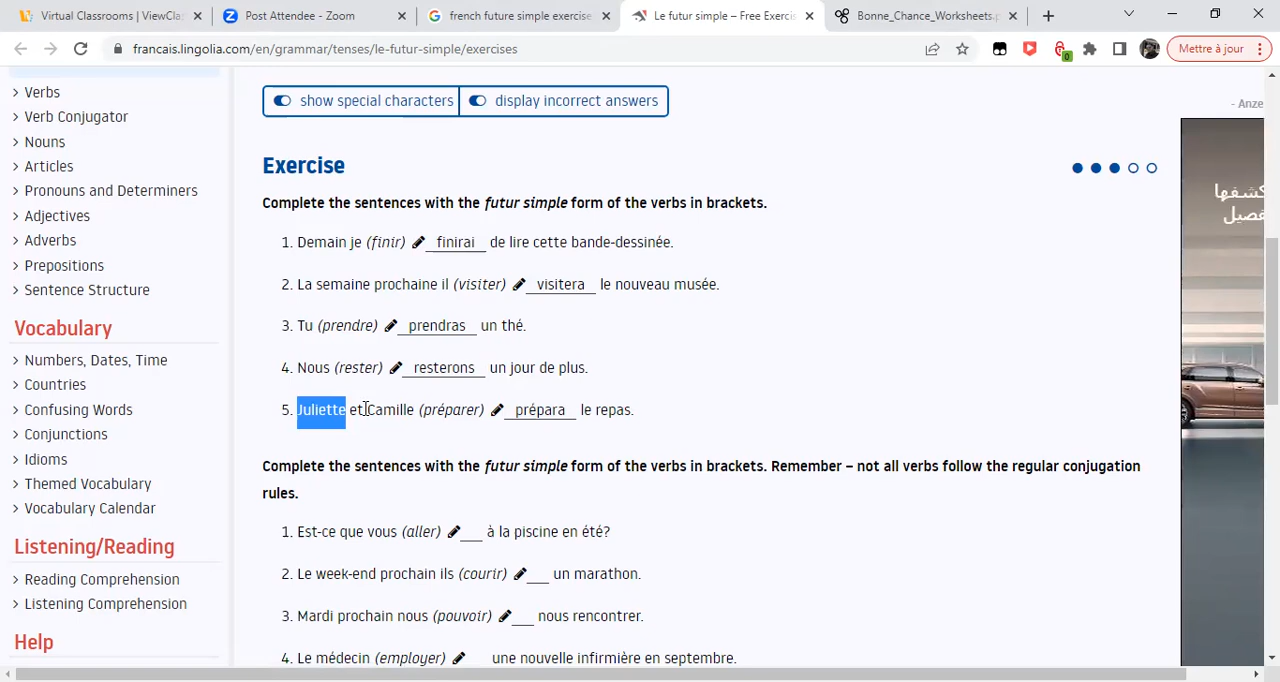 Virtual Classrooms | ViewCla
Post Attendee - Zoom
french future simple exercise
Le futur simple – Free Exerci
Bonne_Chance_Worksheets.p
francais.lingolia.com/en/grammar/tenses/le-futur-simple/exercises
0
Mettre à jour
Verbs
Verb Conjugator
Nouns
Articles
Pronouns and Determiners
Adjectives
Adverbs
Prepositions
Sentence Structure
Vocabulary
Numbers, Dates, Time
Countries
Confusing Words
Conjunctions
Idioms
Themed Vocabulary
Vocabulary Calendar
Listening/Reading
Reading Comprehension
Listening Comprehension
Help
show special characters
display incorrect answers
Exercise
Complete the sentences with the futur simple form of the verbs in brackets.
1. Demain je (finir) finirai de lire cette bande-dessinée.
2. La semaine prochaine il (visiter) visitera le nouveau musée.
3. Tu (prendre) prendras un thé.
4. Nous (rester) resterons un jour de plus.
5. Juliette et Camille (préparer) prépara le repas.
Complete the sentences with the futur simple form of the verbs in brackets. Remember – not all verbs follow the regular conjugation
rules.
1. Est-ce que vous (aller) ___ à la piscine en été?
2. Le week-end prochain ils (courir) ___ un marathon.
3. Mardi prochain nous (pouvoir) ___ nous rencontrer.
4. Le médecin (employer) une nouvelle infirmière en septembre.
- Anze